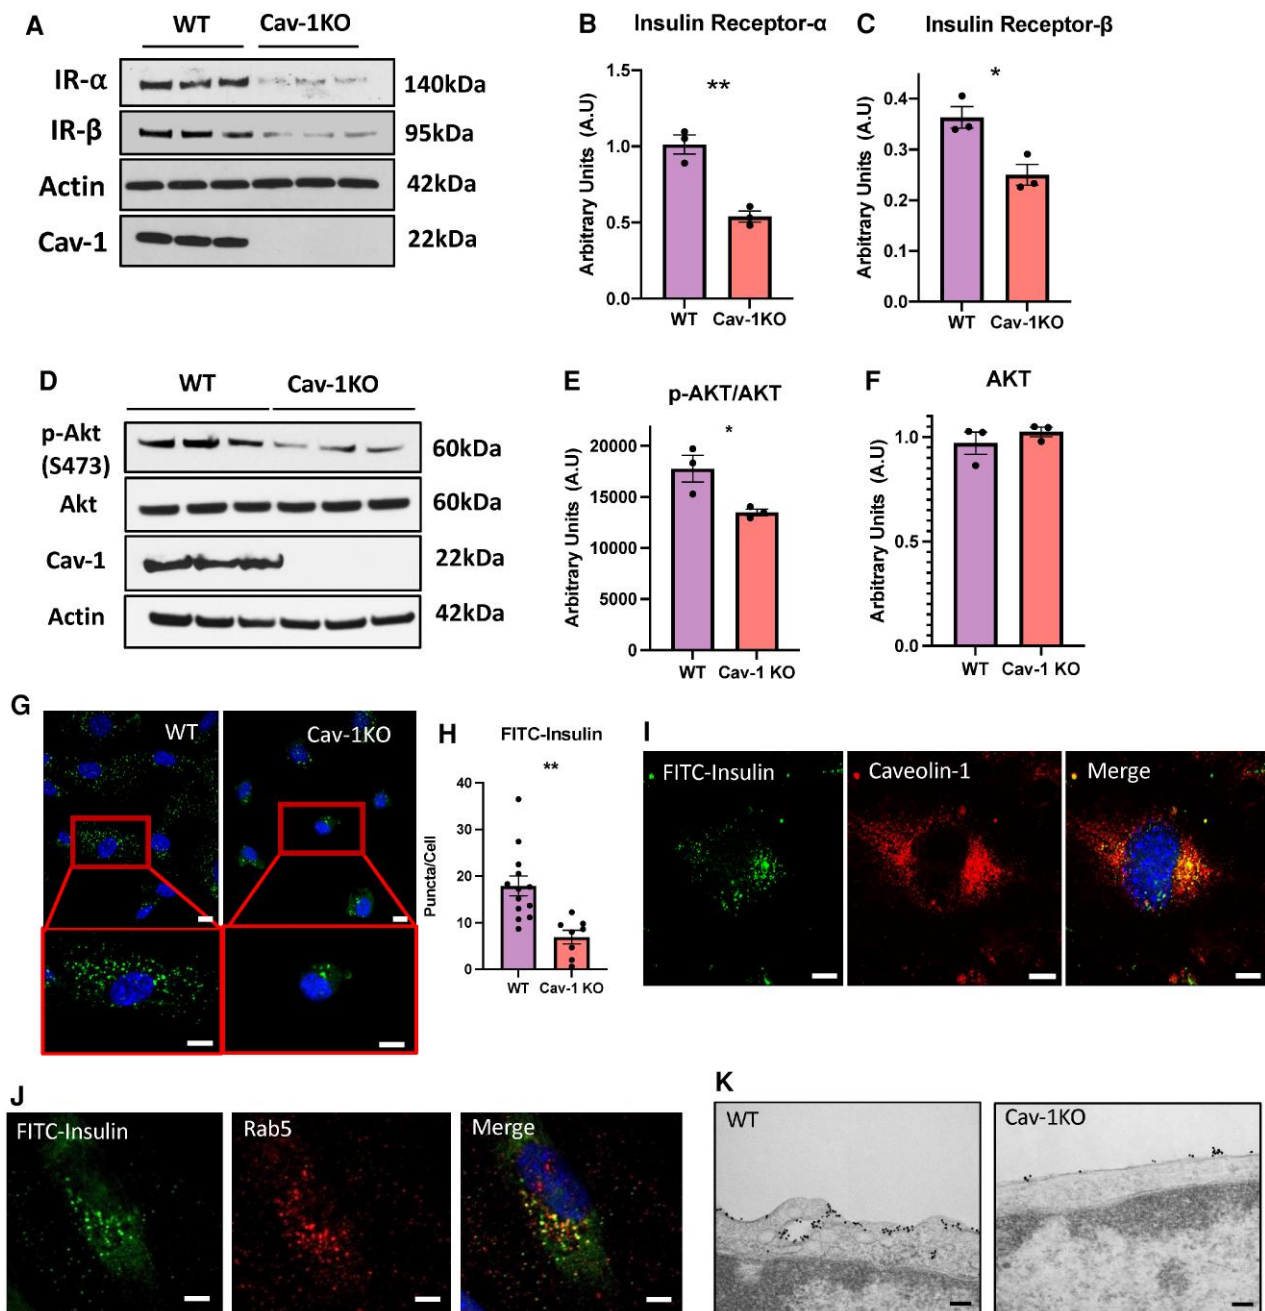 A
WT Cav-1KO
IR-α 140kDa
IR-β 95kDa
Actin 42kDa
Cav-1 22kDa
B Insulin Receptor-α
**
Arbitrary Units (A.U)
1.5
1.0
0.5
0.0
WT Cav-1KO
C Insulin Receptor-β
*
Arbitrary Units (A.U)
0.4
0.3
0.2
0.1
0.0
WT Cav-1KO
D WT Cav-1KO
p-Akt
(S473) 60kDa
Akt 60kDa
Cav-1 22kDa
Actin 42kDa
E p-AKT/AKT
*
Arbitrary Units (A.U)
20000
15000
10000
5000
0
WT Cav-1 KO
F AKT
Arbitrary Units (A.U)
1.0
0.5
0.0
WT Cav-1 KO
G
WT Cav-1KO
H FITC-Insulin
**
Puncta/Cell
40
30
20
10
0
WT Cav-1 KO
I
FITC-Insulin Caveolin-1 Merge
J
FITC-Insulin Rab5 Merge
K
WT Cav-1KO